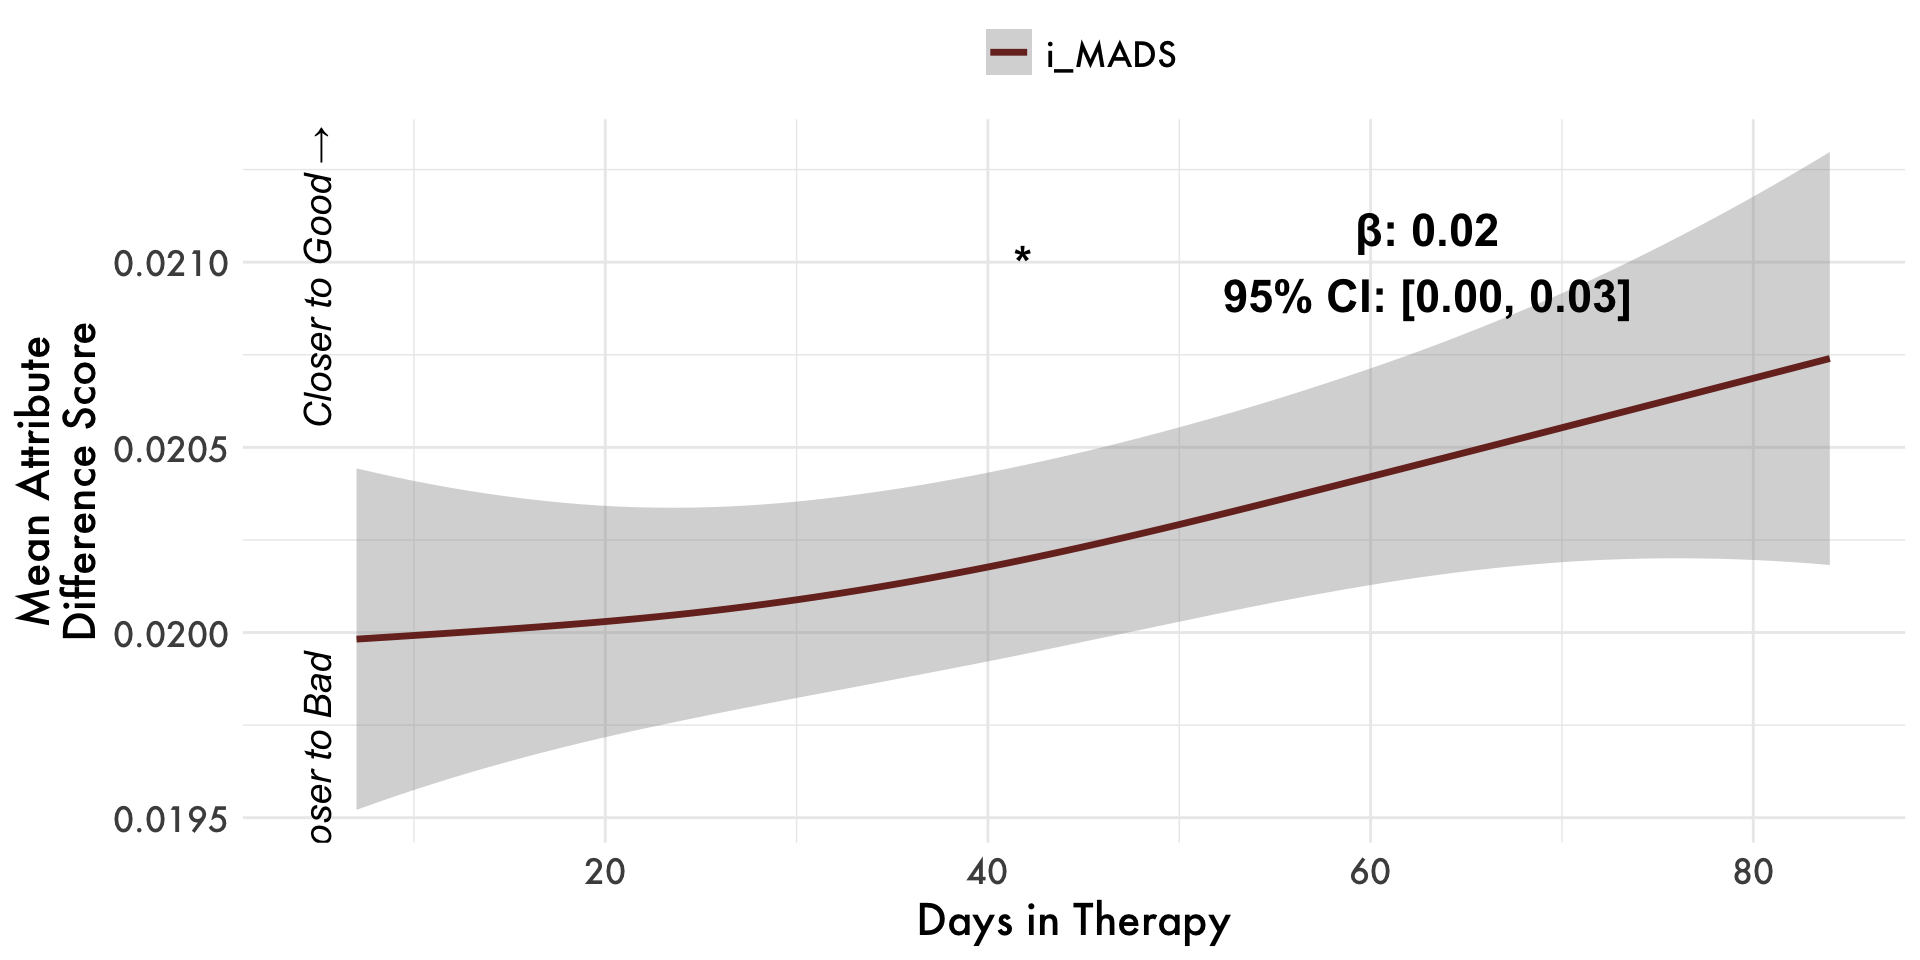 i_MADS
Closer to Good →
oser to Bad
Mean Attribute
Difference Score
0.0210
0.0205
0.0200
0.0195
*
β: 0.02
95% CI: [0.00, 0.03]
20 40 60 80
Days in Therapy